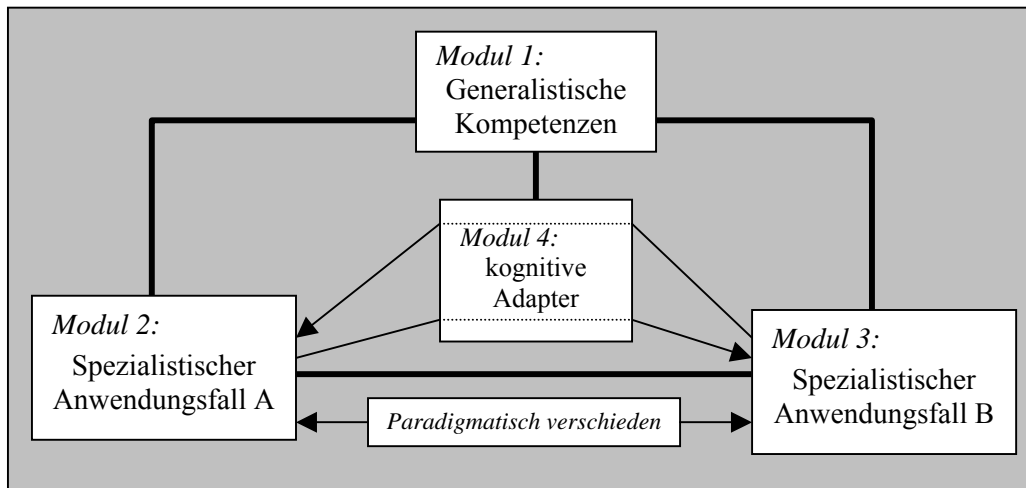 Modul 1:
Generalistische
Kompetenzen
Modul 4:
kognitive
Adapter
Modul 2:
Spezialistischer
Anwendungsfall A
Modul 3:
Spezialistischer
Anwendungsfall B
Paradigmatisch verschieden